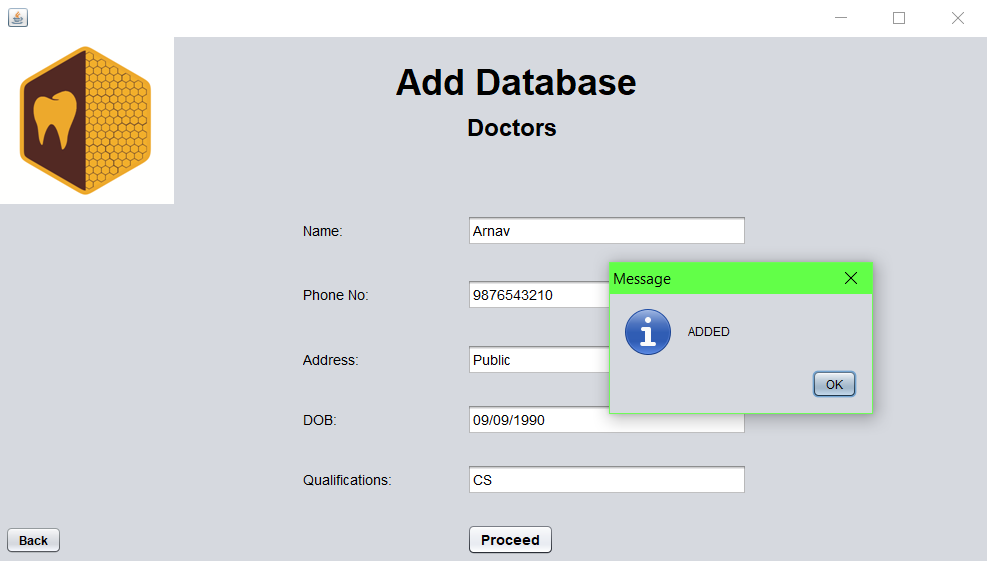 Add Database
Doctors
Name: Arnav
Message
Phone No: 9876543210
ADDED
Address: Public
OK
DOB: 09/09/1990
Qualifications: CS
Back Proceed